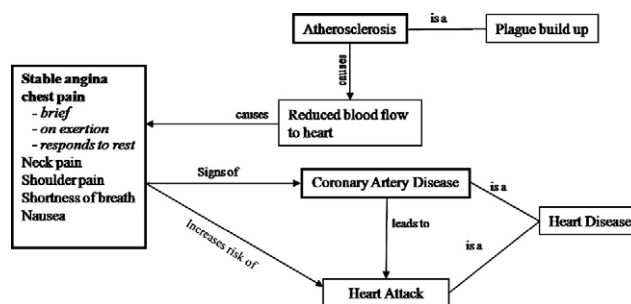 Atherosclerosis
is a
Plague build up
causes
Stable angina
chest pain
- brief
- on exertion
- responds to rest
Neck pain
Shoulder pain
Shortness of breath
Nausea
causes
Reduced blood flow
to heart
Signs of
Coronary Artery Disease
is a
Heart Disease
leads to
is a
Increases risk of
Heart Attack